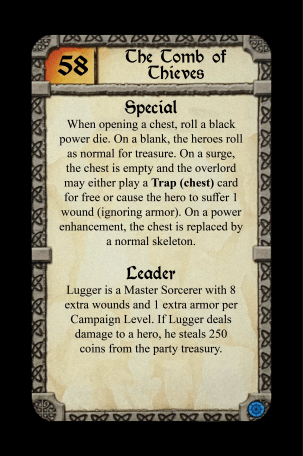 58
The Tomb of
Thieves
Special
When opening a chest, roll a black
power die. On a blank, the heroes roll
as normal for treasure. On a surge,
the chest is empty and the overlord
may either play a Trap (chest) card
for free or cause the hero to suffer 1
wound (ignoring armor). On a power
enhancement, the chest is replaced by
a normal skeleton.
Leader
Lugger is a Master Sorcerer with 8
extra wounds and 1 extra armor per
Campaign Level. If Lugger deals
damage to a hero, he steals 250
coins from the party treasury.